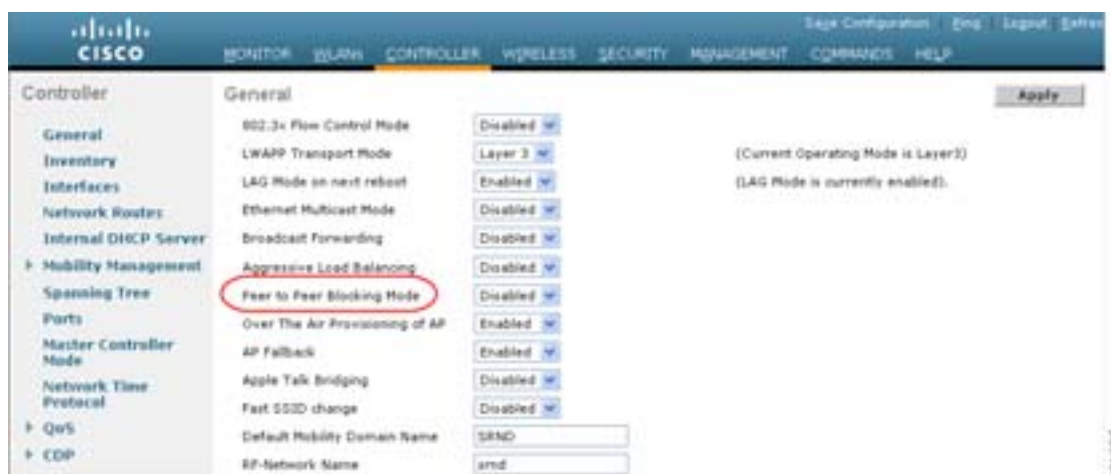 Save Configuration Ping Logout Refresh
CISCO
MONITOR WLANs CONTROLLER WIRELESS SECURITY MANAGEMENT COMMANDS HELP
Controller
General
Inventory
Interfaces
Network Routes
Internal DHCP Server
Mobility Management
Spanning Tree
Ports
Master Controller
Mode
Network Time
Protocol
QoS
CDP
General
Apply
802.3x Flow Control Mode Disabled
LWAPP Transport Mode Layer 3 (Current Operating Mode is Layer3)
LAG Mode on next reboot Enabled (LAG Mode is currently enabled).
Ethernet Multicast Mode Disabled
Broadcast Forwarding Disabled
Aggressive Load Balancing Disabled
Peer to Peer Blocking Mode Disabled
Over The Air Provisioning of AP Enabled
AP Fallback Enabled
Apple Talk Bridging Disabled
Fast SSID change Disabled
Default Mobility Domain Name SRND
RF-Network Name srnd